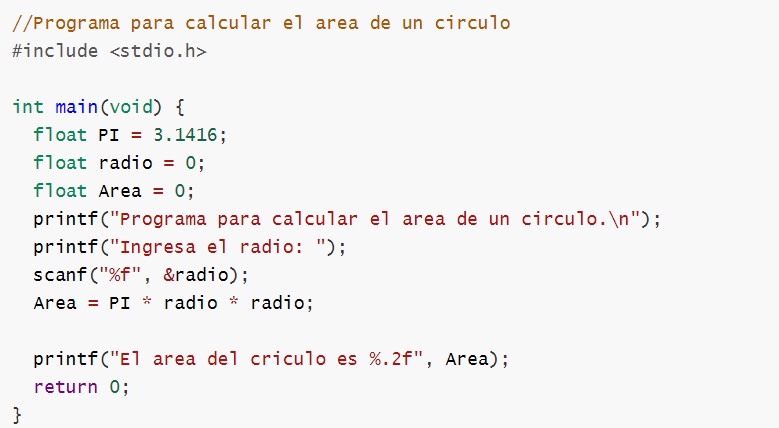 //Programa para calcular el area de un circulo
#include <stdio.h>
int main(void) {
float PI = 3.1416;
float radio = 0;
float Area = 0;
printf("Programa para calcular el area de un circulo.\n");
printf("Ingresa el radio: ");
scanf("%f", &radio);
Area = PI * radio * radio;
printf("El area del criculo es %.2f", Area);
return 0;
}